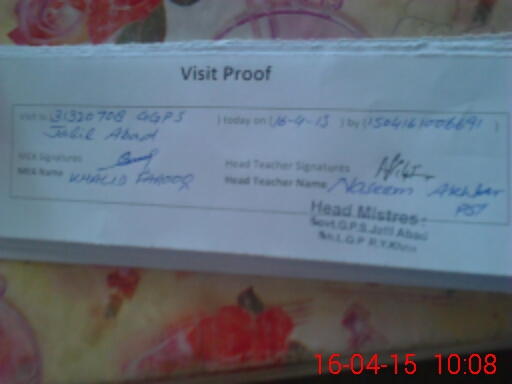 Visit Proof
Visit to (31320708 GGPS ) today on (16-4-15 ) by (1504161006691 )
Jalil Abad
MEA Signatures
Head Teacher Signatures
MEA Name KHALID FAROOQ
Head Teacher Name Naseem Akhtar
PST
Head Mistres
Govt.G.P.S.Jalil Abad
R.Y.Khan
16-04-15 10:08